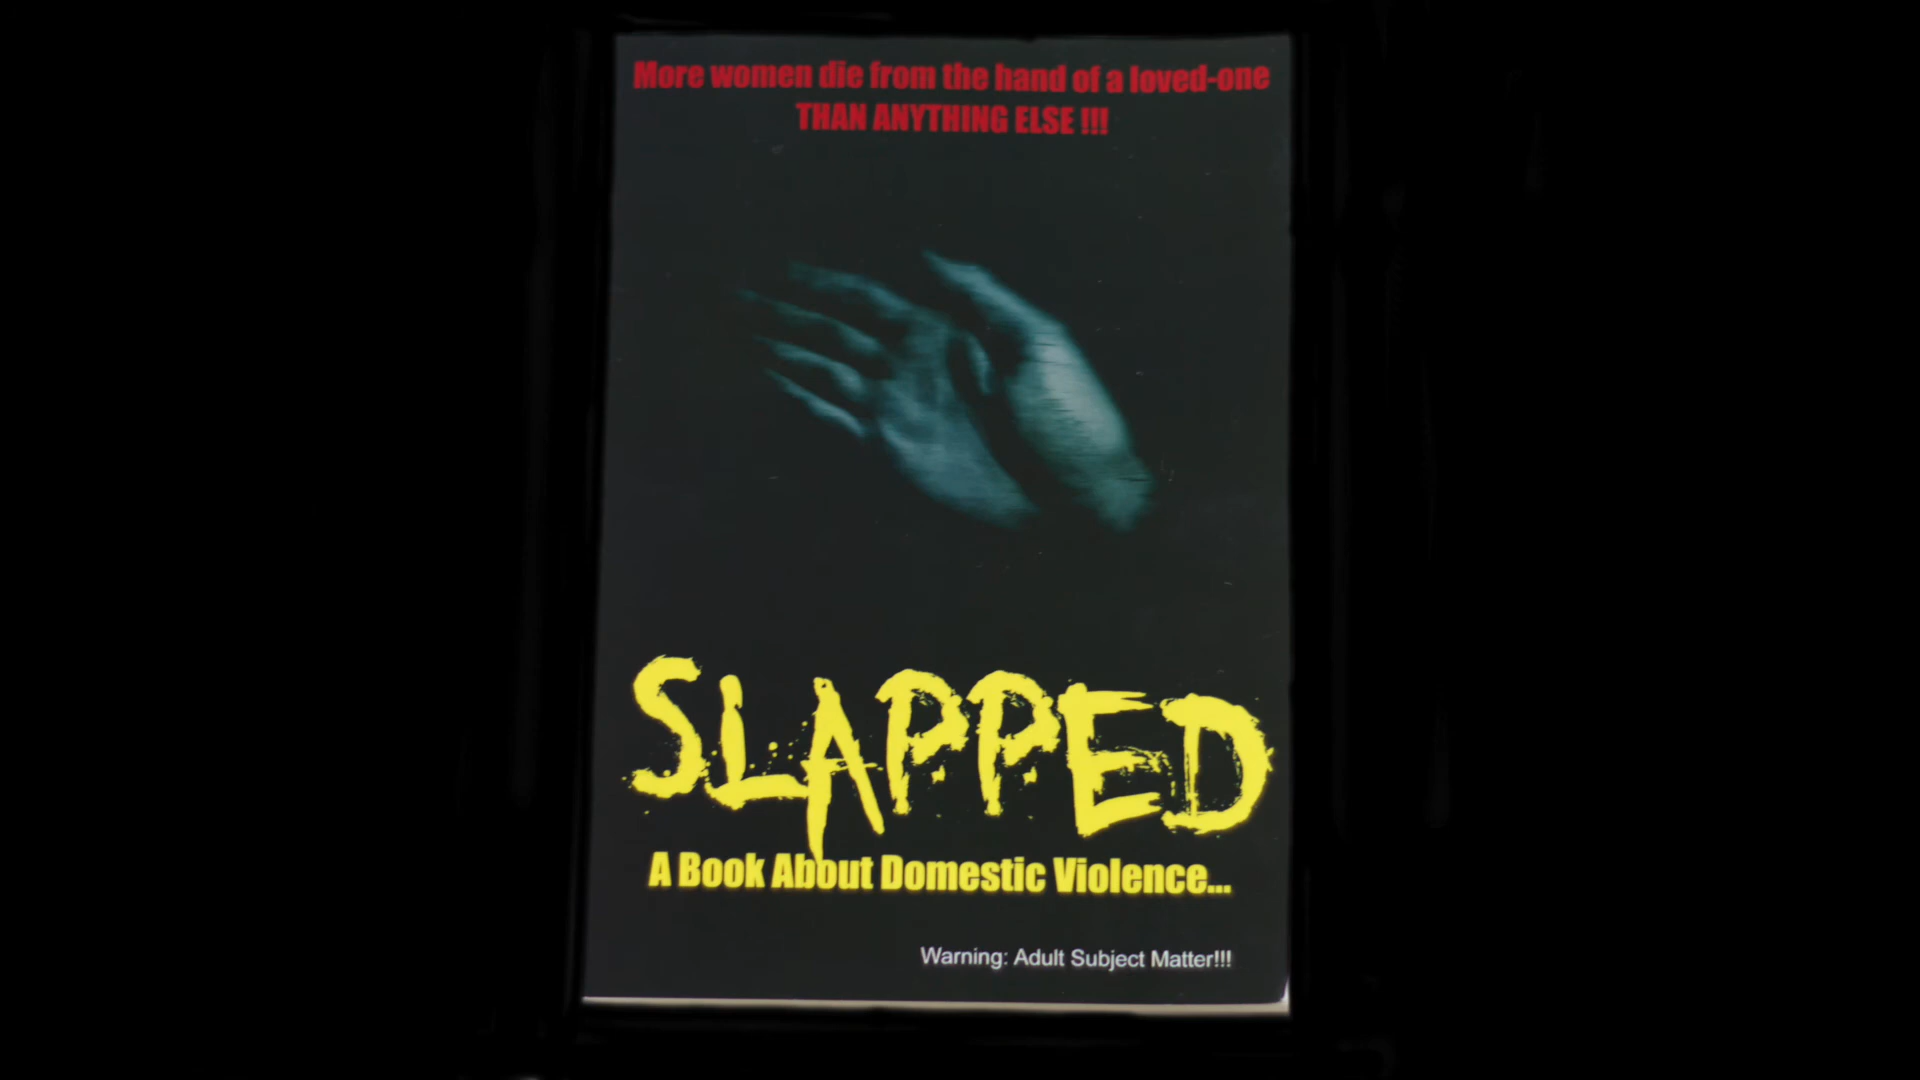 More women die from the hand of a loved-one
THAN ANYTHING ELSE !!!
SLAPPED
A Book About Domestic Violence...
Warning: Adult Subject Matter!!!